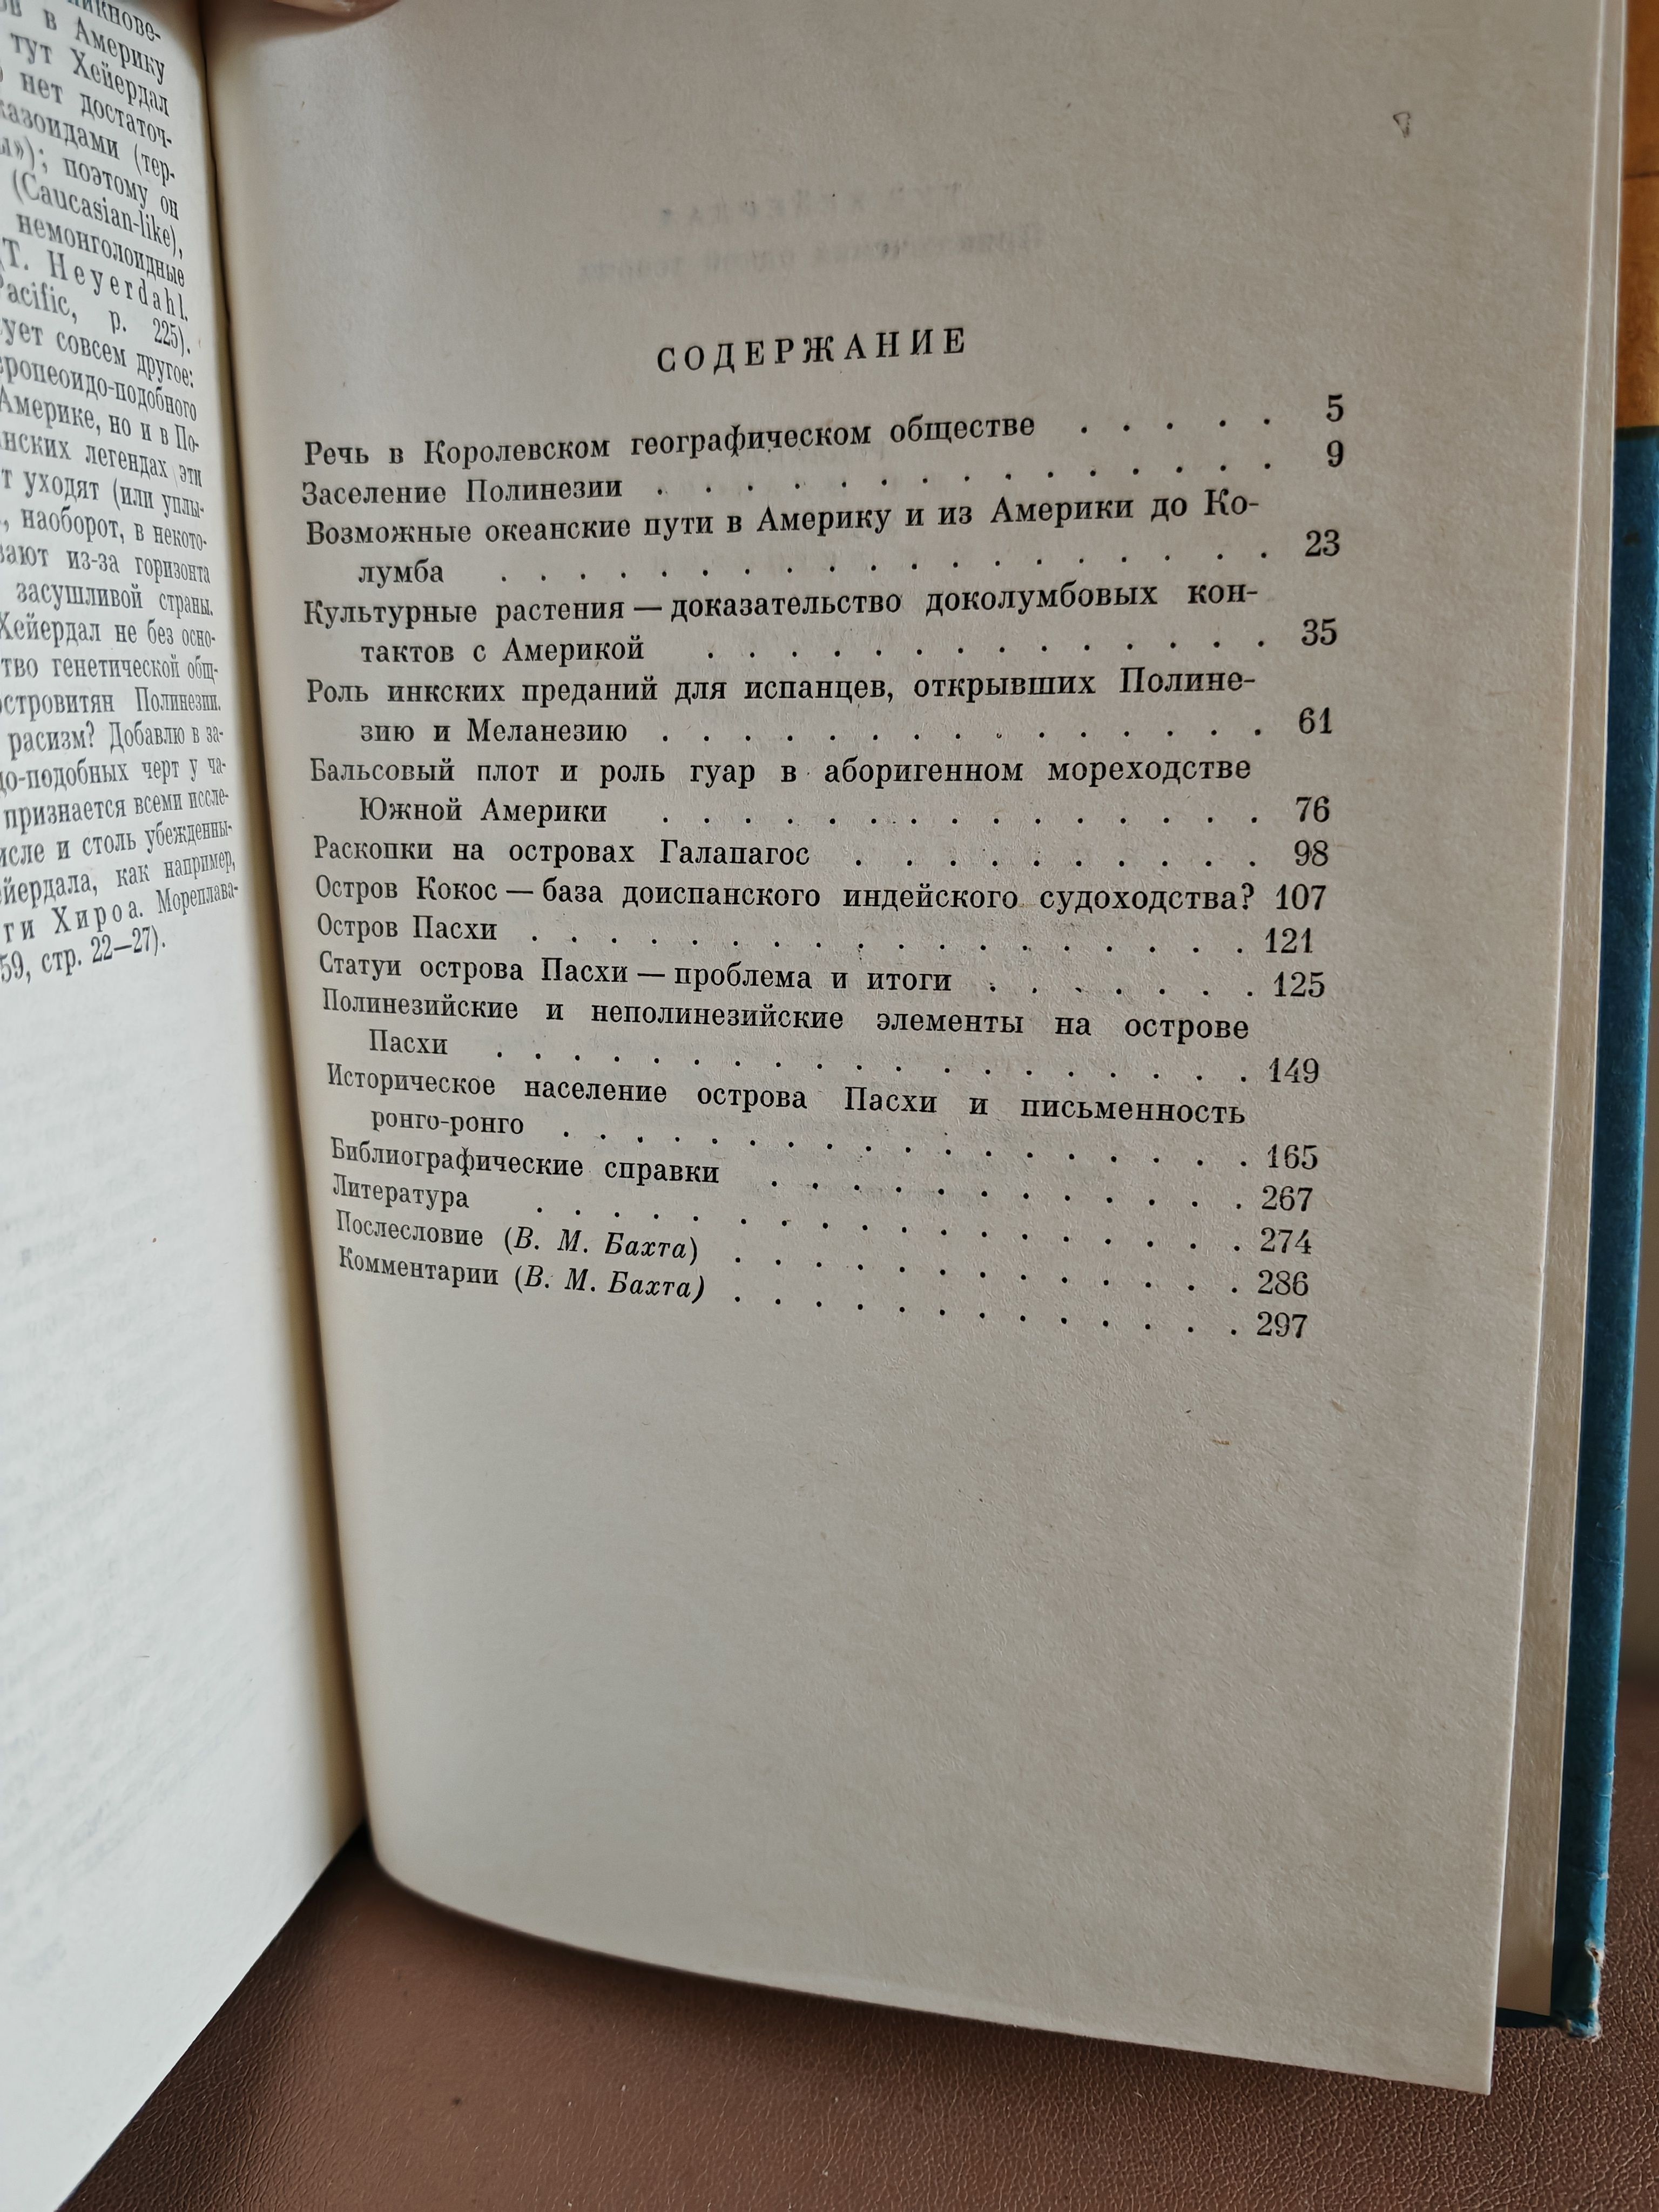 в Америку
тут Хейердал
нет достаточ-
(тер-
поэтому он
(Caucasian-like),
немонголоидные
T. Heyerdahl.
Pacific, p. 225).
совсем другое:
Америке, но и в По-
легендах эти
уходят (или уплы-
наоборот, в некото-
из-за горизонта
засушливой страны.
Хейердал не без осно-
генетической общ-
Полинезии.
расизм? Добавлю в за-
черт у ча-
признается всеми иссле-
и столь убежденны-
как например,
Хироа. Мореплава-
59, стр. 22—27).
СОДЕРЖАНИЕ
Речь в Королевском географическом обществе . . . . . 5
Заселение Полинезии . . . . . . . . . . . . . . 9
Возможные океанские пути в Америку и из Америки до Ко-
лумба . . . . . . . . . . . . . . . . . . 23
Культурные растения — доказательство доколумбовых кон-
тактов с Америкой . . . . . . . . . . . . . . 35
Роль инкских преданий для испанцев, открывших Полине-
зию и Меланезию . . . . . . . . . . . . . . . 61
Бальсовый плот и роль гуар в аборигенном мореходстве
Южной Америки . . . . . . . . . . . . . . . 76
Раскопки на островах Галапагос . . . . . . . . . . 98
Остров Кокос — база доиспанского индейского судоходства? 107
Остров Пасхи . . . . . . . . . . . . . . . . . 121
Статуи острова Пасхи — проблема и итоги . . . . . . . 125
Полинезийские и неполинезийские элементы на острове
Пасхи . . . . . . . . . . . . . . . . . . . 149
Историческое население острова Пасхи и письменность
ронго-ронго . . . . . . . . . . . . . . . . . 165
Библиографические справки . . . . . . . . . . . . 267
Литература . . . . . . . . . . . . . . . . . . 274
Послесловие (В. М. Бахта) . . . . . . . . . . . . . 286
Комментарии (В. М. Бахта) . . . . . . . . . . . . . 297